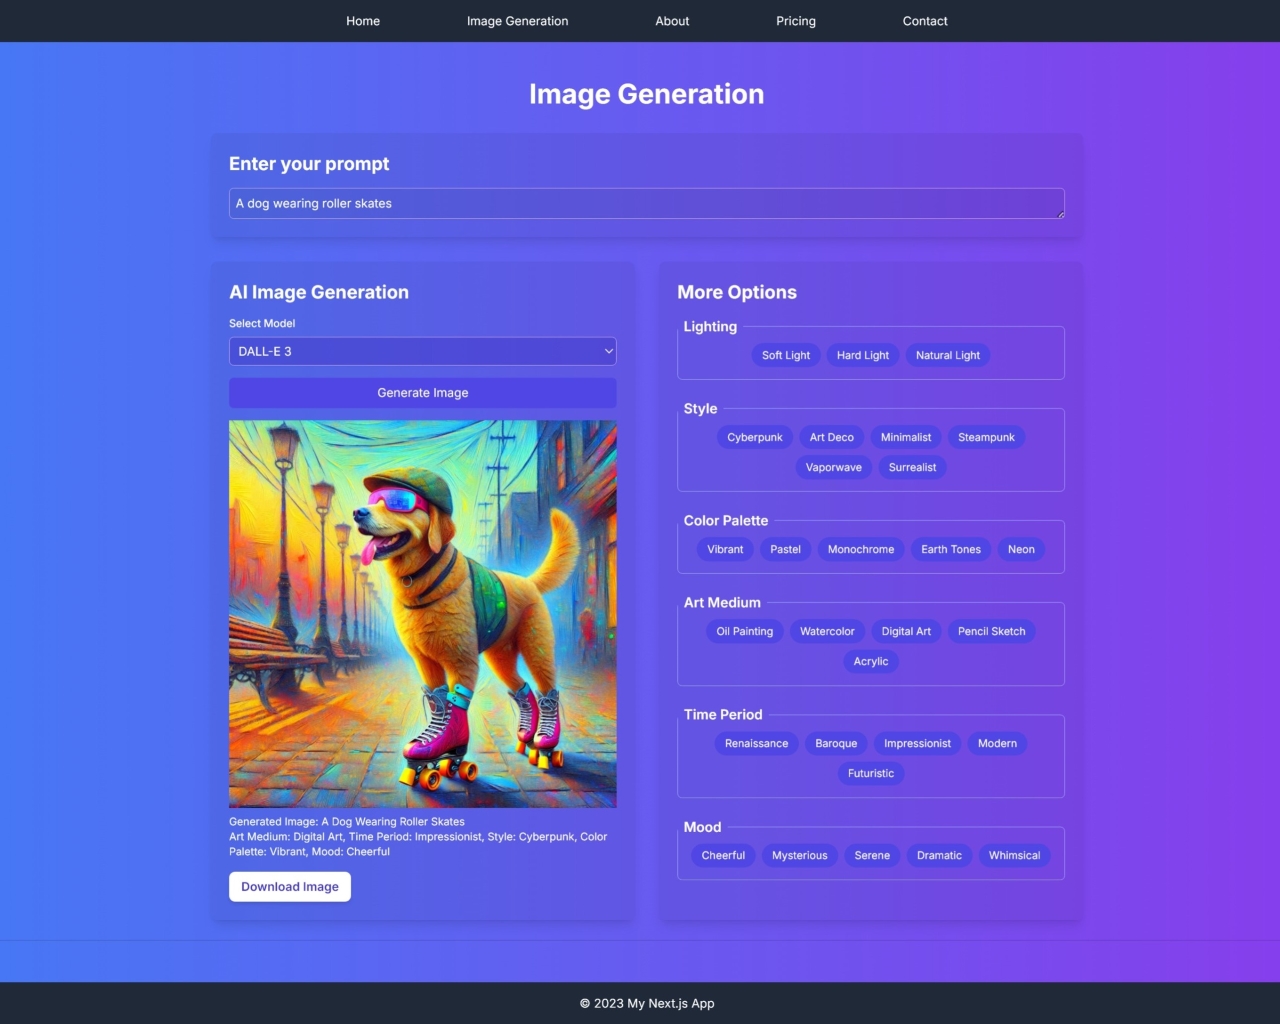 Home Image Generation About Pricing Contact
Image Generation
Enter your prompt
A dog wearing roller skates
AI Image Generation
Select Model
DALL-E 3
Generate Image
Generated Image: A Dog Wearing Roller Skates
Art Medium: Digital Art, Time Period: Impressionist, Style: Cyberpunk, Color
Palette: Vibrant, Mood: Cheerful
Download Image
More Options
Lighting
Soft Light Hard Light Natural Light
Style
Cyberpunk Art Deco Minimalist Steampunk
Vaporwave Surrealist
Color Palette
Vibrant Pastel Monochrome Earth Tones Neon
Art Medium
Oil Painting Watercolor Digital Art Pencil Sketch
Acrylic
Time Period
Renaissance Baroque Impressionist Modern
Futuristic
Mood
Cheerful Mysterious Serene Dramatic Whimsical
© 2023 My Next.js App